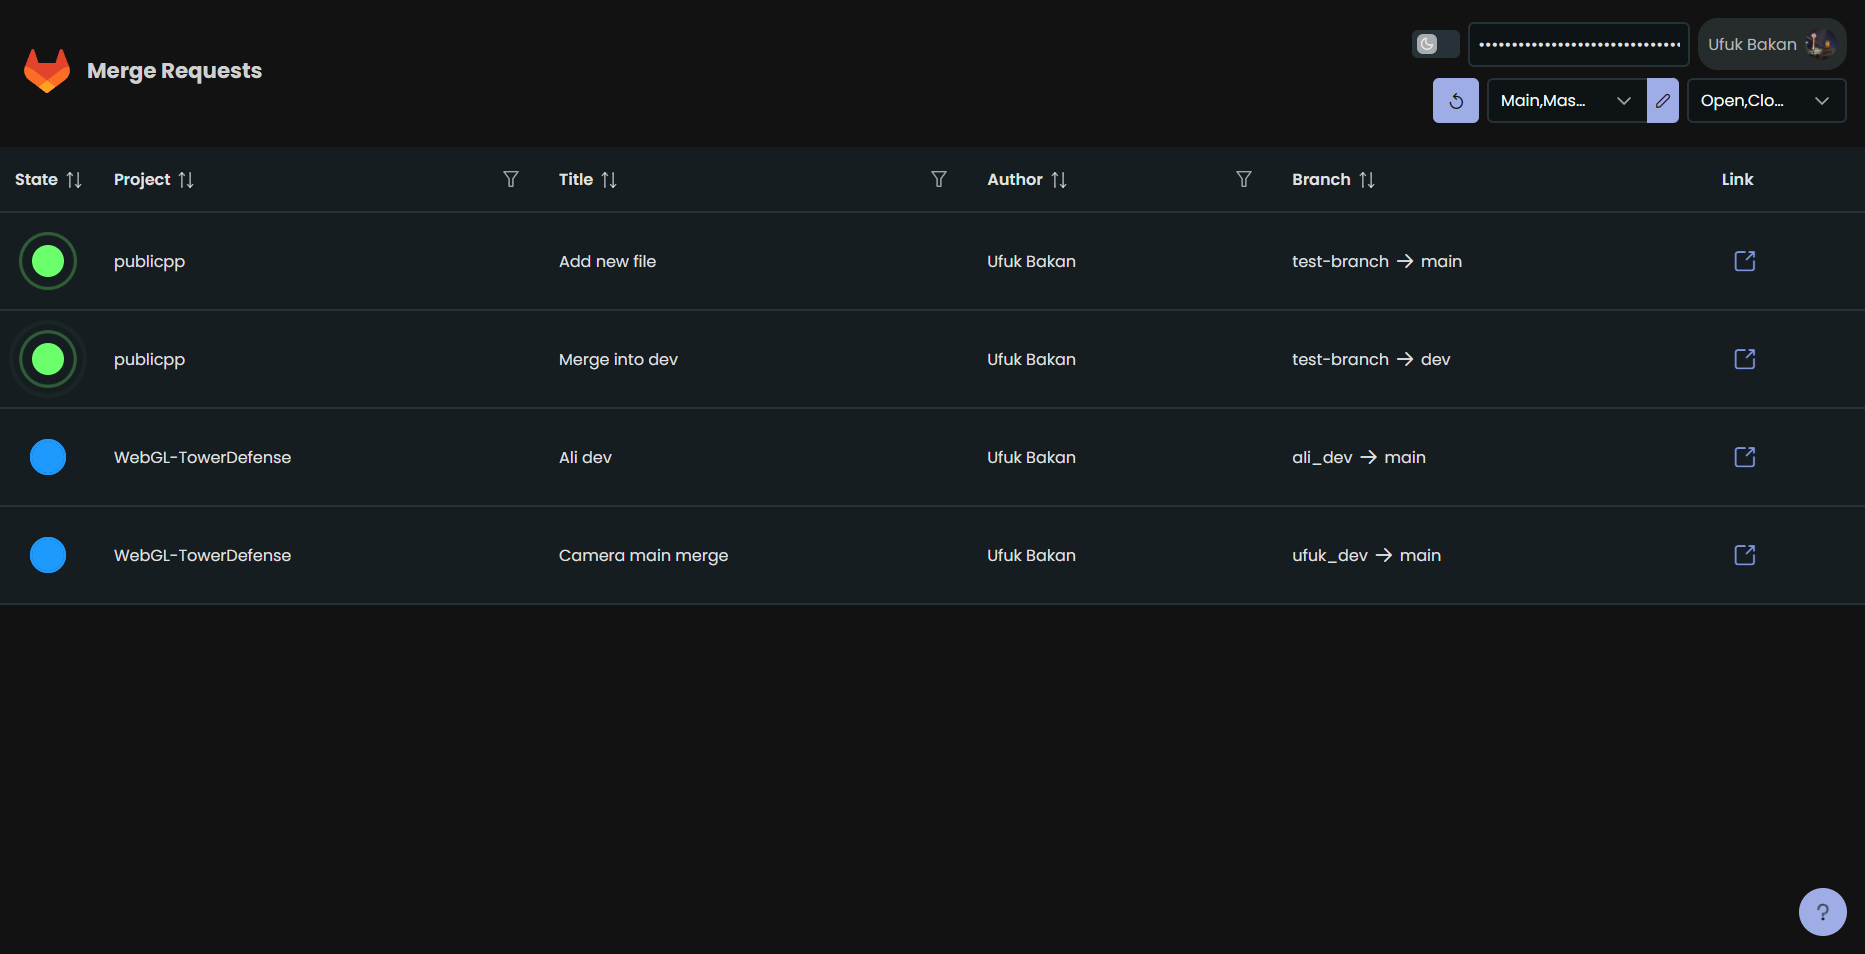 Merge Requests
Ufuk Bakan
Main,Mas...
Open,Clo...
State Project Title Author Branch Link
publicpp Add new file Ufuk Bakan test-branch → main
publicpp Merge into dev Ufuk Bakan test-branch → dev
WebGL-TowerDefense Ali dev Ufuk Bakan ali_dev → main
WebGL-TowerDefense Camera main merge Ufuk Bakan ufuk_dev → main
?